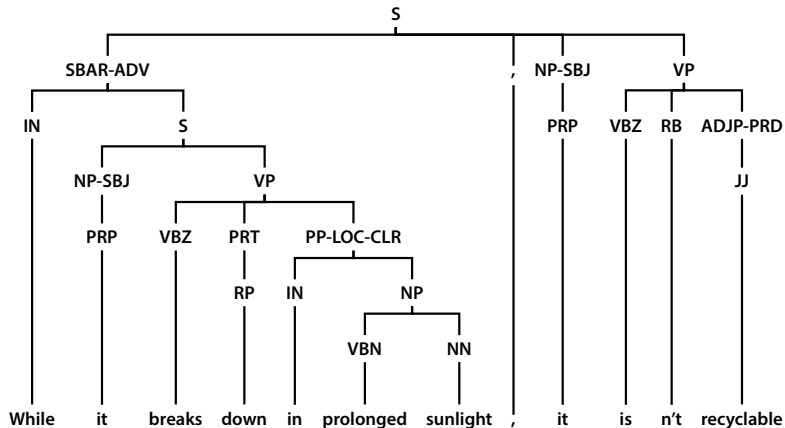 S
SBAR-ADV , NP-SBJ VP
IN S PRP VBZ RB ADJP-PRD
NP-SBJ VP JJ
PRP VBZ PRT PP-LOC-CLR
RP IN NP
VBN NN
While it breaks down in prolonged sunlight , it is n't recyclable